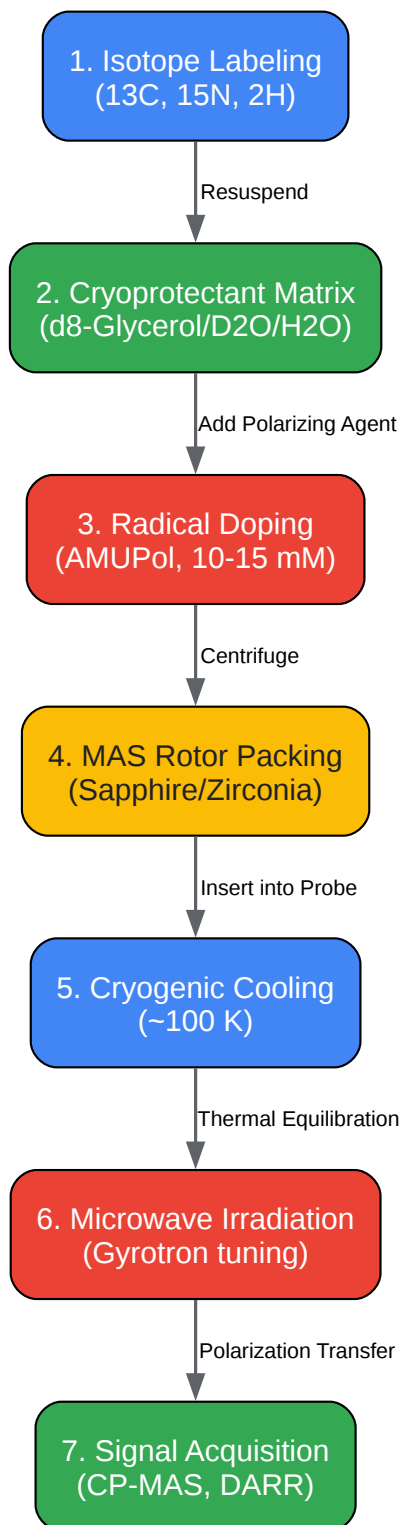 1. Isotope Labeling
(13C, 15N, 2H)
Resuspend
2. Cryoprotectant Matrix
(d8-Glycerol/D2O/H2O)
Add Polarizing Agent
3. Radical Doping
(AMUPol, 10-15 mM)
Centrifuge
4. MAS Rotor Packing
(Sapphire/Zirconia)
Insert into Probe
5. Cryogenic Cooling
(~100 K)
Thermal Equilibration
6. Microwave Irradiation
(Gyrotron tuning)
Polarization Transfer
7. Signal Acquisition
(CP-MAS, DARR)